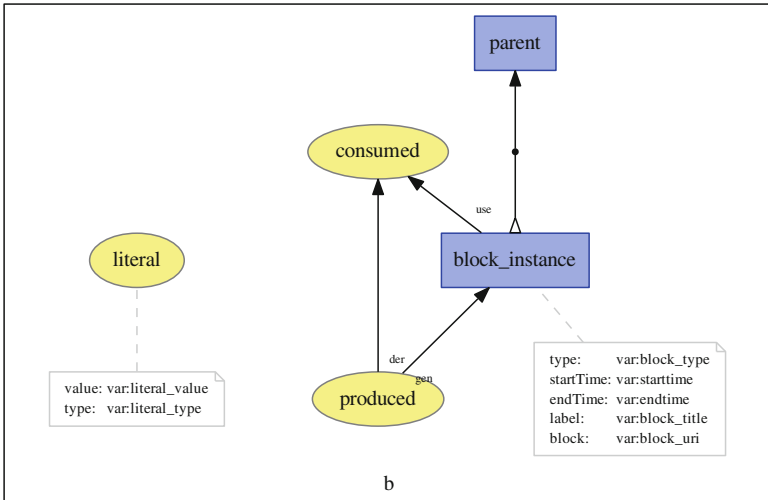 parent
consumed
use
literal
block_instance
der
gen
produced
value: var:literal_value
type: var:literal_type
type: var:block_type
startTime: var:starttime
endTime: var:endtime
label: var:block_title
block: var:block_uri
b